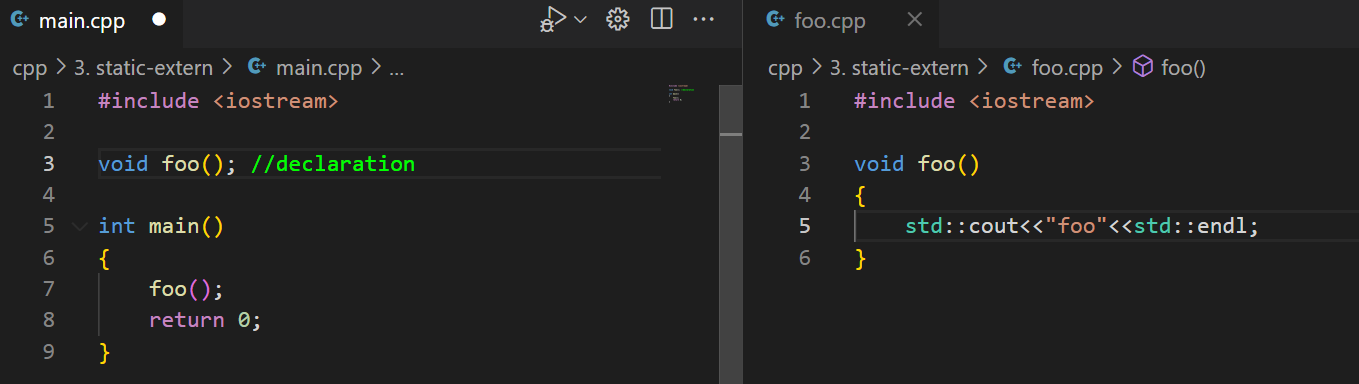 main.cpp
cpp > 3. static-extern > main.cpp > ...
1 #include <iostream>
2
3 void foo(); //declaration
4
5 int main()
6 {
7     foo();
8     return 0;
9 }
foo.cpp
cpp > 3. static-extern > foo.cpp > foo()
1 #include <iostream>
2
3 void foo()
4 {
5     std::cout<<"foo"<<std::endl;
6 }